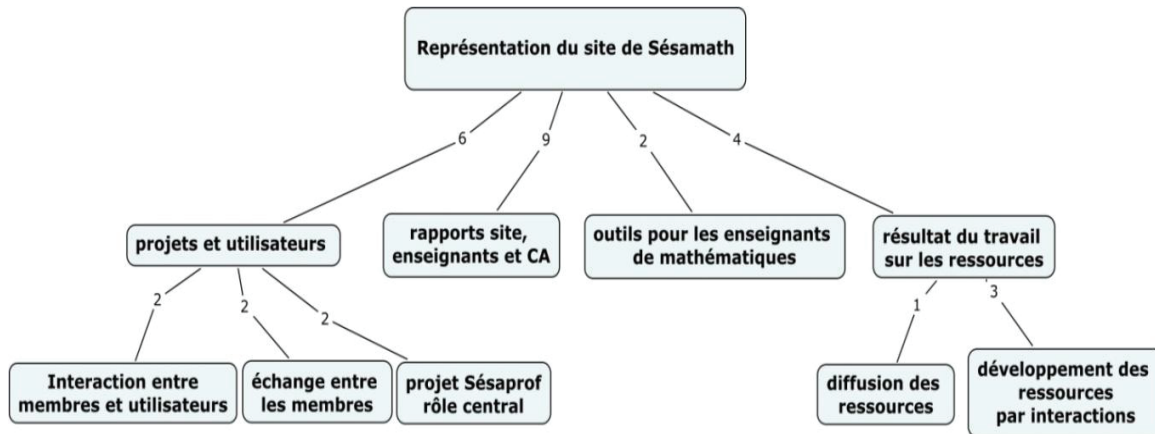 Représentation du site de Sésamath
6
9
2
4
projets et utilisateurs
rapports site,
enseignants et CA
outils pour les enseignants
de mathématiques
résultat du travail
sur les ressources
2
2
2
1
3
Interaction entre
membres et utilisateurs
échange entre
les membres
projet Sésaprof
rôle central
diffusion des
ressources
développement des
ressources
par interactions